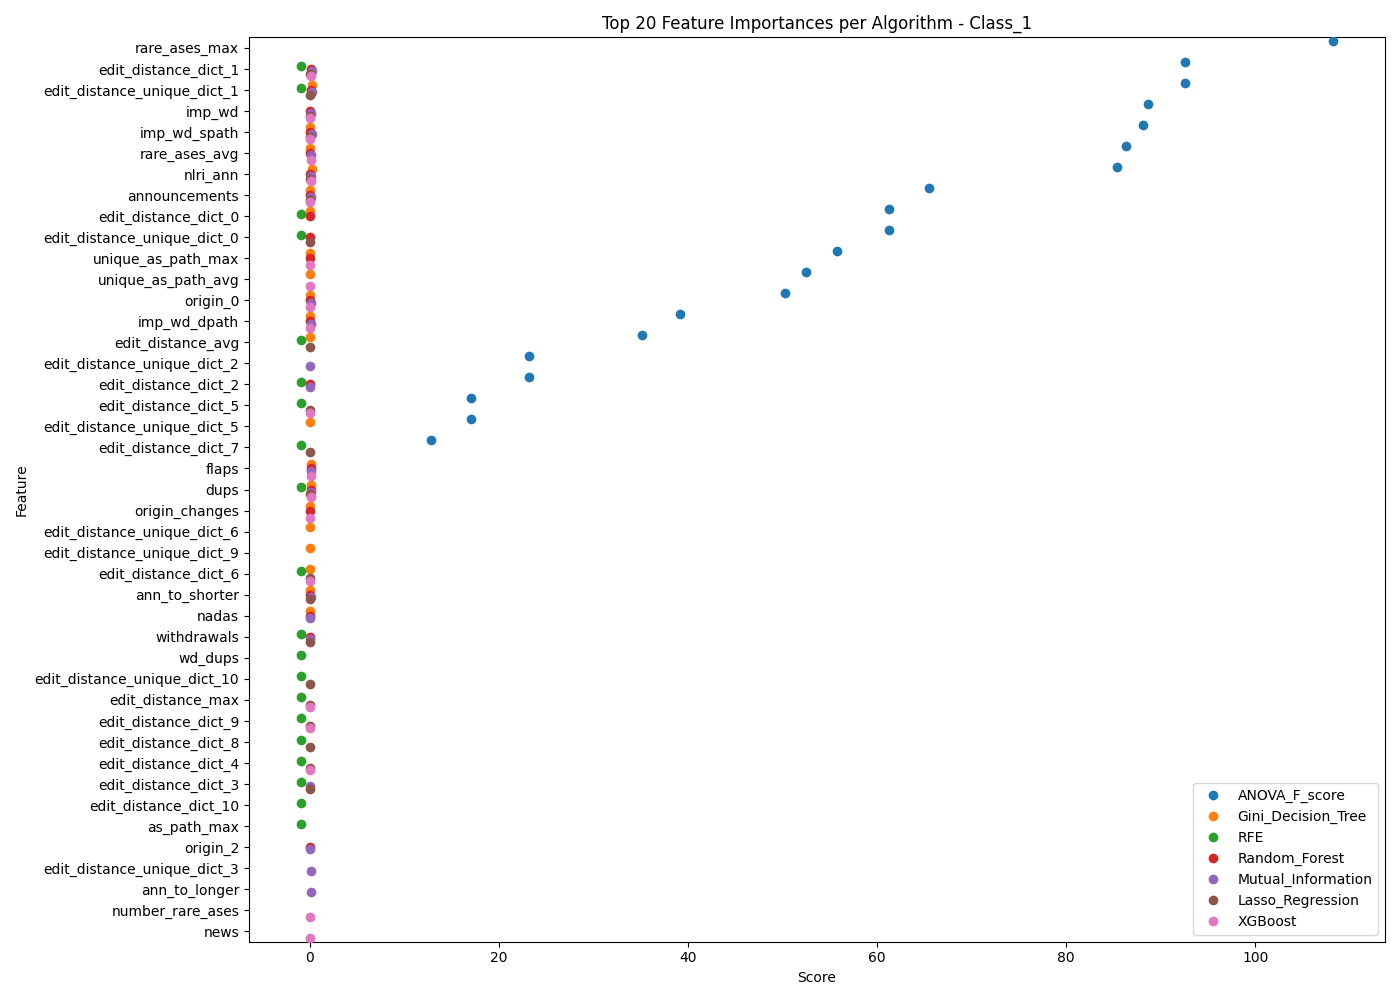 Top 20 Feature Importances per Algorithm - Class_1
rare_ases_max
edit_distance_dict_1
edit_distance_unique_dict_1
imp_wd
imp_wd_spath
rare_ases_avg
nlri_ann
announcements
edit_distance_dict_0
edit_distance_unique_dict_0
unique_as_path_max
unique_as_path_avg
origin_0
imp_wd_dpath
edit_distance_avg
edit_distance_unique_dict_2
edit_distance_dict_2
edit_distance_dict_5
edit_distance_unique_dict_5
edit_distance_dict_7
flaps
dups
origin_changes
edit_distance_unique_dict_6
edit_distance_unique_dict_9
edit_distance_dict_6
ann_to_shorter
nadas
withdrawals
wd_dups
edit_distance_unique_dict_10
edit_distance_max
edit_distance_dict_9
edit_distance_dict_8
edit_distance_dict_4
edit_distance_dict_3
edit_distance_dict_10
as_path_max
origin_2
edit_distance_unique_dict_3
ann_to_longer
number_rare_ases
news
Feature
ANOVA_F_score
Gini_Decision_Tree
RFE
Random_Forest
Mutual_Information
Lasso_Regression
XGBoost
0 20 40 60 80 100
Score